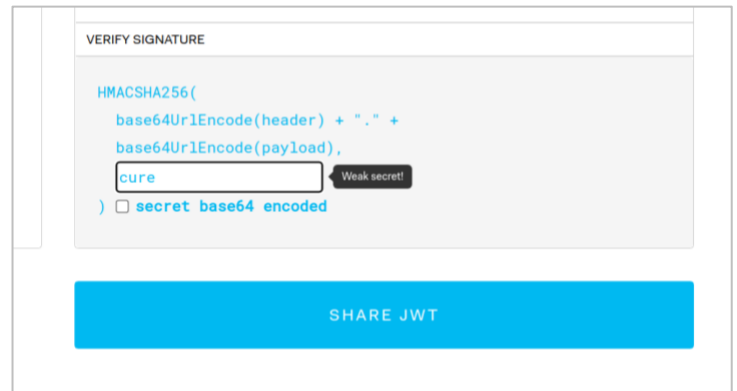 VERIFY SIGNATURE
HMACSHA256(
base64UrlEncode(header) + "." +
base64UrlEncode(payload),
cure
Weak secret!
) secret base64 encoded
SHARE JWT